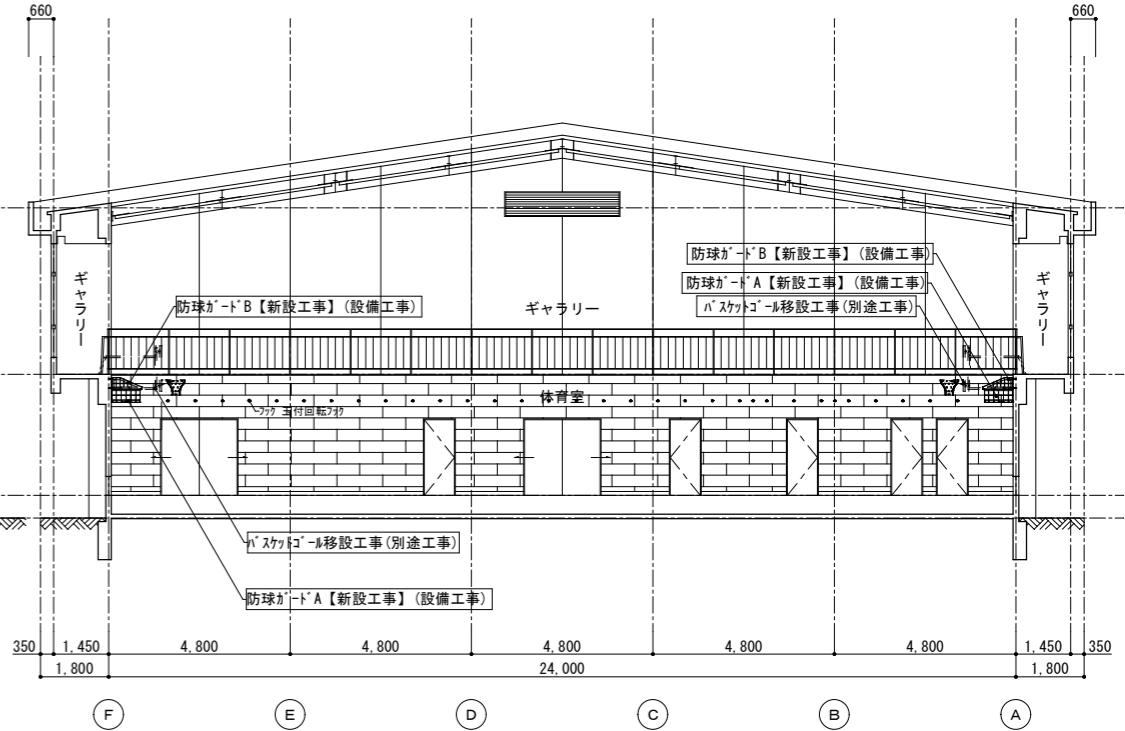 660
660
防球ガードB【新設工事】(設備工事)
防球ガードA【新設工事】(設備工事)
バスケットゴール移設工事(別途工事)
ギャラリー
ギャラリー
防球ガードB【新設工事】(設備工事)
ギャラリー
体育室
フック 玉付回転フック
バスケットゴール移設工事(別途工事)
防球ガードA【新設工事】(設備工事)
350 1,450 4,800 4,800 4,800 4,800 4,800 1,450 350
1,800 24,000 1,800
F E D C B A